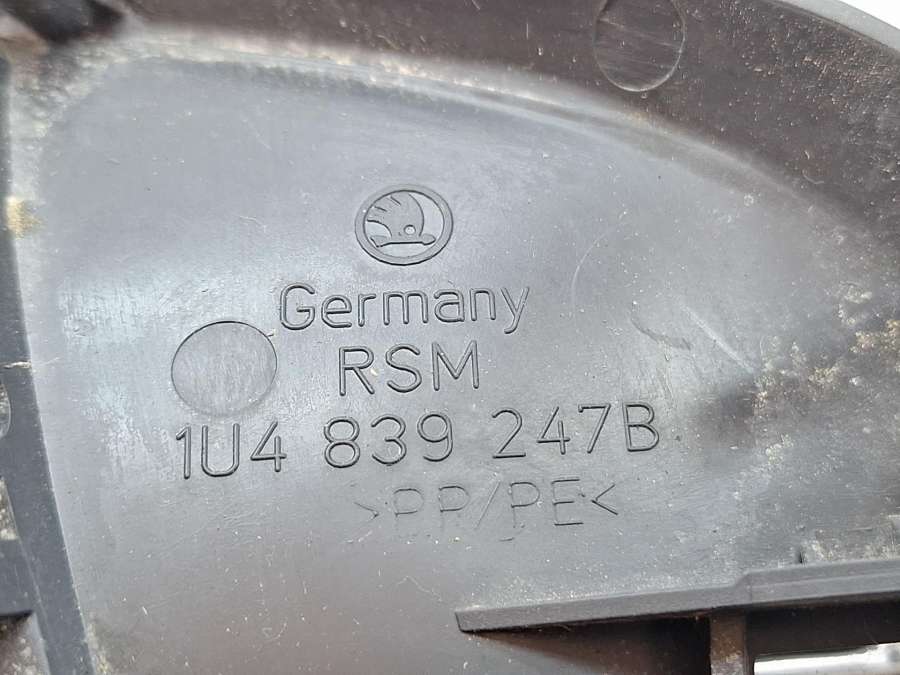 Germany
RSM
1U4 839 247B
>PP/PE<